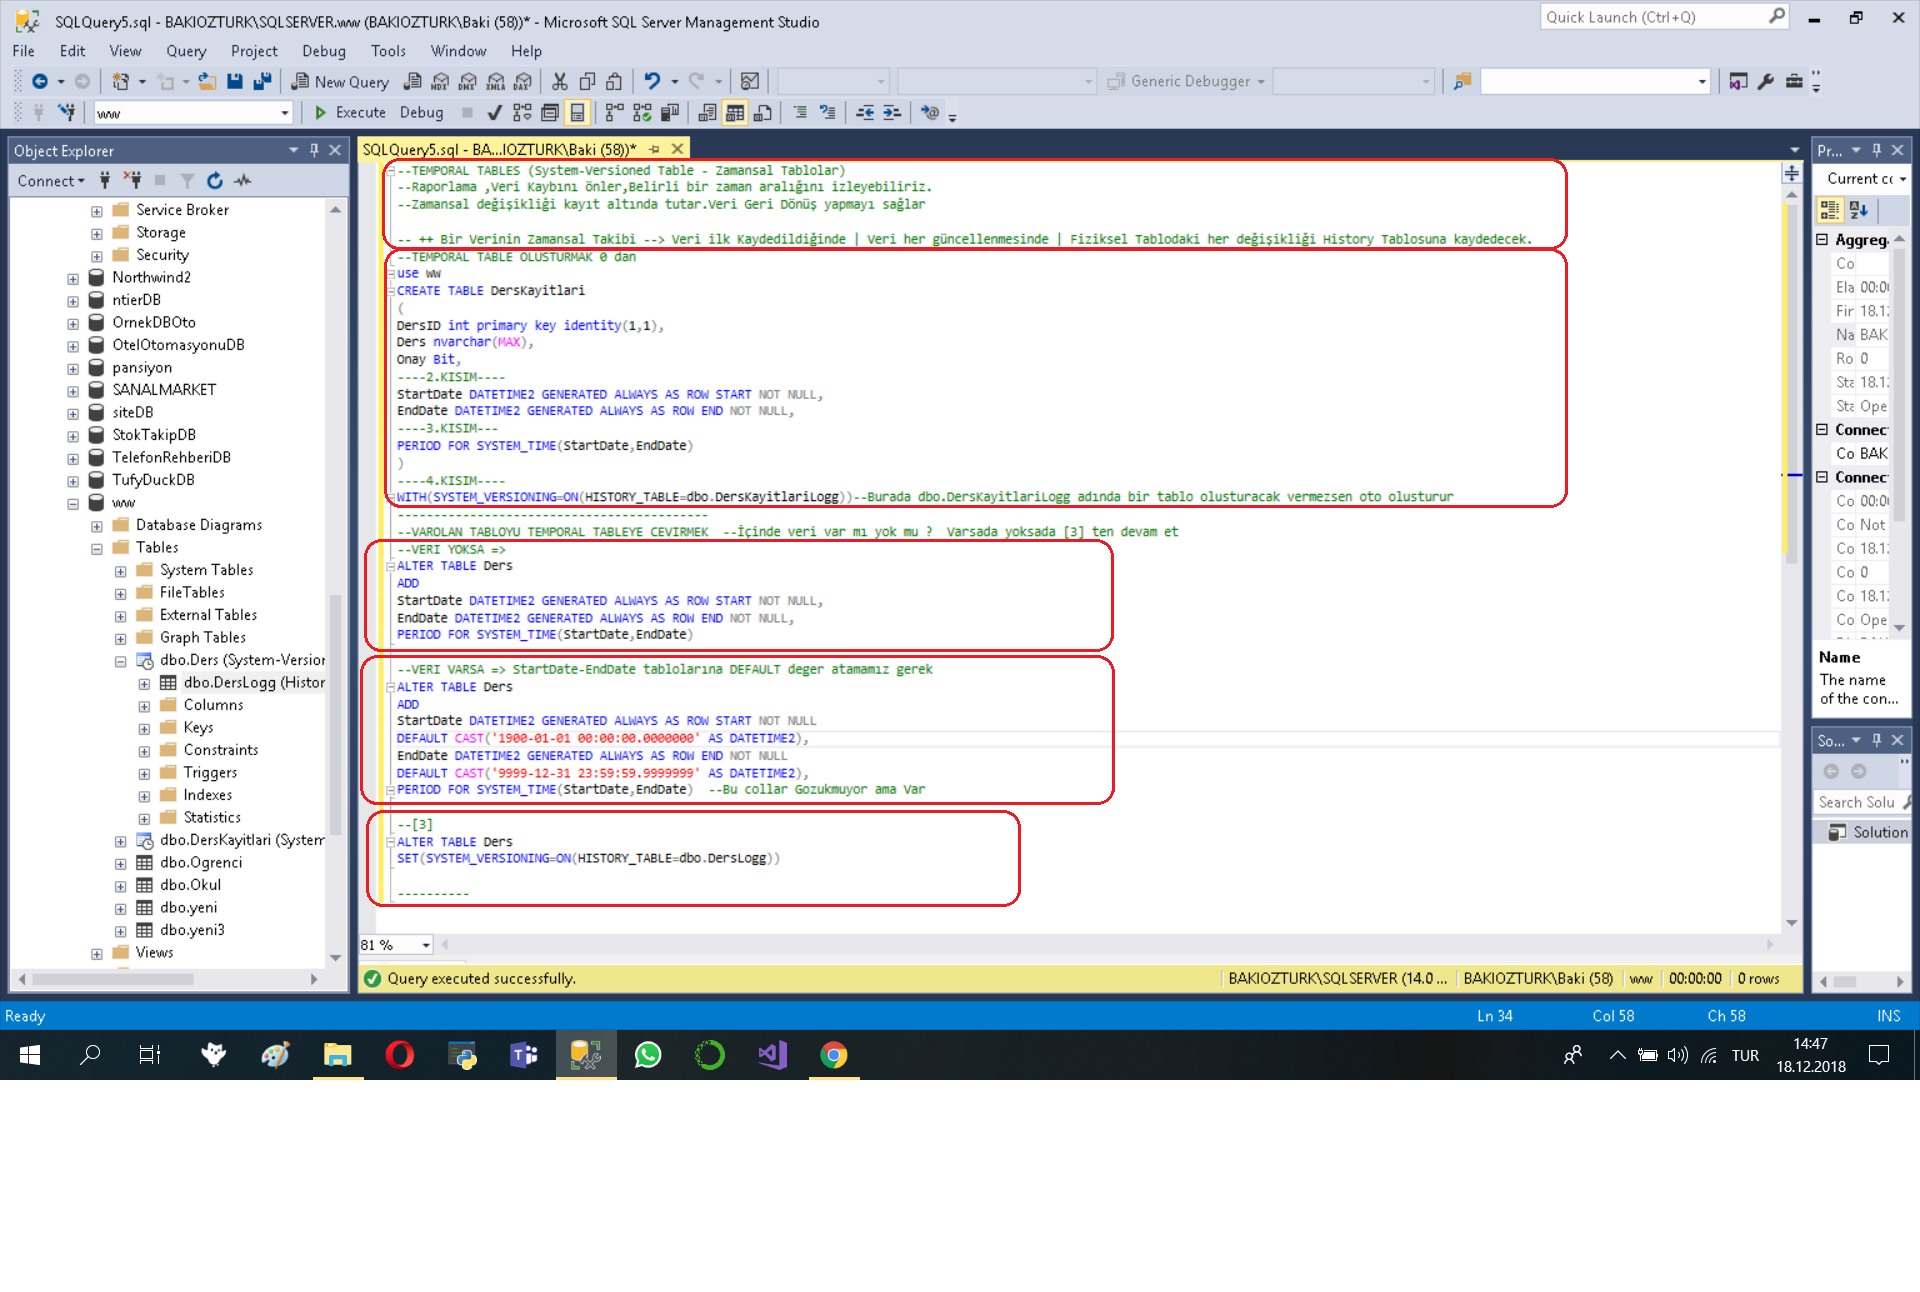 SQLQuery5.sql - BAKIOZTURK\SQLSERVER.ww (BAKIOZTURK\Baki (58))* - Microsoft SQL Server Management Studio
Quick Launch (Ctrl+Q)
File Edit View Query Project Debug Tools Window Help
New Query
MDX DMX XMLA DAX
Generic Debugger
ww
Execute Debug
Object Explorer
Connect
Service Broker
Storage
Security
Northwind2
ntierDB
OrnekDBOto
OtelOtomasyonuDB
pansiyon
SANALMARKET
siteDB
StokTakipDB
TelefonRehberiDB
TufyDuckDB
ww
Database Diagrams
Tables
System Tables
FileTables
External Tables
Graph Tables
dbo.Ders (System-Version
dbo.DersLogg (Histor
Columns
Keys
Constraints
Triggers
Indexes
Statistics
dbo.DersKayitlari (System
dbo.Ogrenci
dbo.Okul
dbo.yeni
dbo.yeni3
Views
SQLQuery5.sql - BA...IOZTURK\Baki (58))*
--TEMPORAL TABLES (System-Versioned Table - Zamansal Tablolar)
--Raporlama ,Veri Kaybını önler,Belirli bir zaman aralığını izleyebiliriz.
--Zamansal değişikliği kayıt altında tutar.Veri Geri Dönüş yapmayı sağlar
-- ++ Bir Verinin Zamansal Takibi --> Veri ilk Kaydedildiğinde | Veri her güncellenmesinde | Fiziksel Tablodaki her değişikliği History Tablosuna kaydedecek.
--TEMPORAL TABLE OLUSTURMAK 0 dan
use ww
CREATE TABLE DersKayitlari
(
DersID int primary key identity(1,1),
Ders nvarchar(MAX),
Onay Bit,
----2.KISIM----
StartDate DATETIME2 GENERATED ALWAYS AS ROW START NOT NULL,
EndDate DATETIME2 GENERATED ALWAYS AS ROW END NOT NULL,
----3.KISIM---
PERIOD FOR SYSTEM_TIME(StartDate,EndDate)
)
----4.KISIM----
WITH(SYSTEM_VERSIONING=ON(HISTORY_TABLE=dbo.DersKayitlariLogg))--Burada dbo.DersKayitlariLogg adında bir tablo olusturacak vermezsen oto olusturur
-------------------------------------------
--VAROLAN TABLOYU TEMPORAL TABLEYE CEVIRMEK --İçinde veri var mı yok mu ? Varsada yoksada [3] ten devam et
--VERI YOKSA =>
ALTER TABLE Ders
ADD
StartDate DATETIME2 GENERATED ALWAYS AS ROW START NOT NULL,
EndDate DATETIME2 GENERATED ALWAYS AS ROW END NOT NULL,
PERIOD FOR SYSTEM_TIME(StartDate,EndDate)
--VERI VARSA => StartDate-EndDate tablolarına DEFAULT deger atamamız gerek
ALTER TABLE Ders
ADD
StartDate DATETIME2 GENERATED ALWAYS AS ROW START NOT NULL
DEFAULT CAST('1900-01-01 00:00:00.0000000' AS DATETIME2),
EndDate DATETIME2 GENERATED ALWAYS AS ROW END NOT NULL
DEFAULT CAST('9999-12-31 23:59:59.9999999' AS DATETIME2),
PERIOD FOR SYSTEM_TIME(StartDate,EndDate) --Bu collar Gozukmuyor ama Var
--[3]
ALTER TABLE Ders
SET(SYSTEM_VERSIONING=ON(HISTORY_TABLE=dbo.DersLogg))
----------
81 %
Query executed successfully.
BAKIOZTURK\SQLSERVER (14.0 ... BAKIOZTURK\Baki (58) ww 00:00:00 0 rows
Pr...
Current cc
Aggreg
Co
Ela 00:00
Fir 18.1
Na BAK
Ro 0
Sta 18.1
Sta Ope
Connec
Co BAK
Connec
Co 00:0
Co Not
Co 18.1
Co 0
Co 18.1
Co Ope
Name
The name
of the con...
So...
Search Solu
Solution
Ready
Ln 34 Col 58 Ch 58 INS
TUR
14:47
18.12.2018